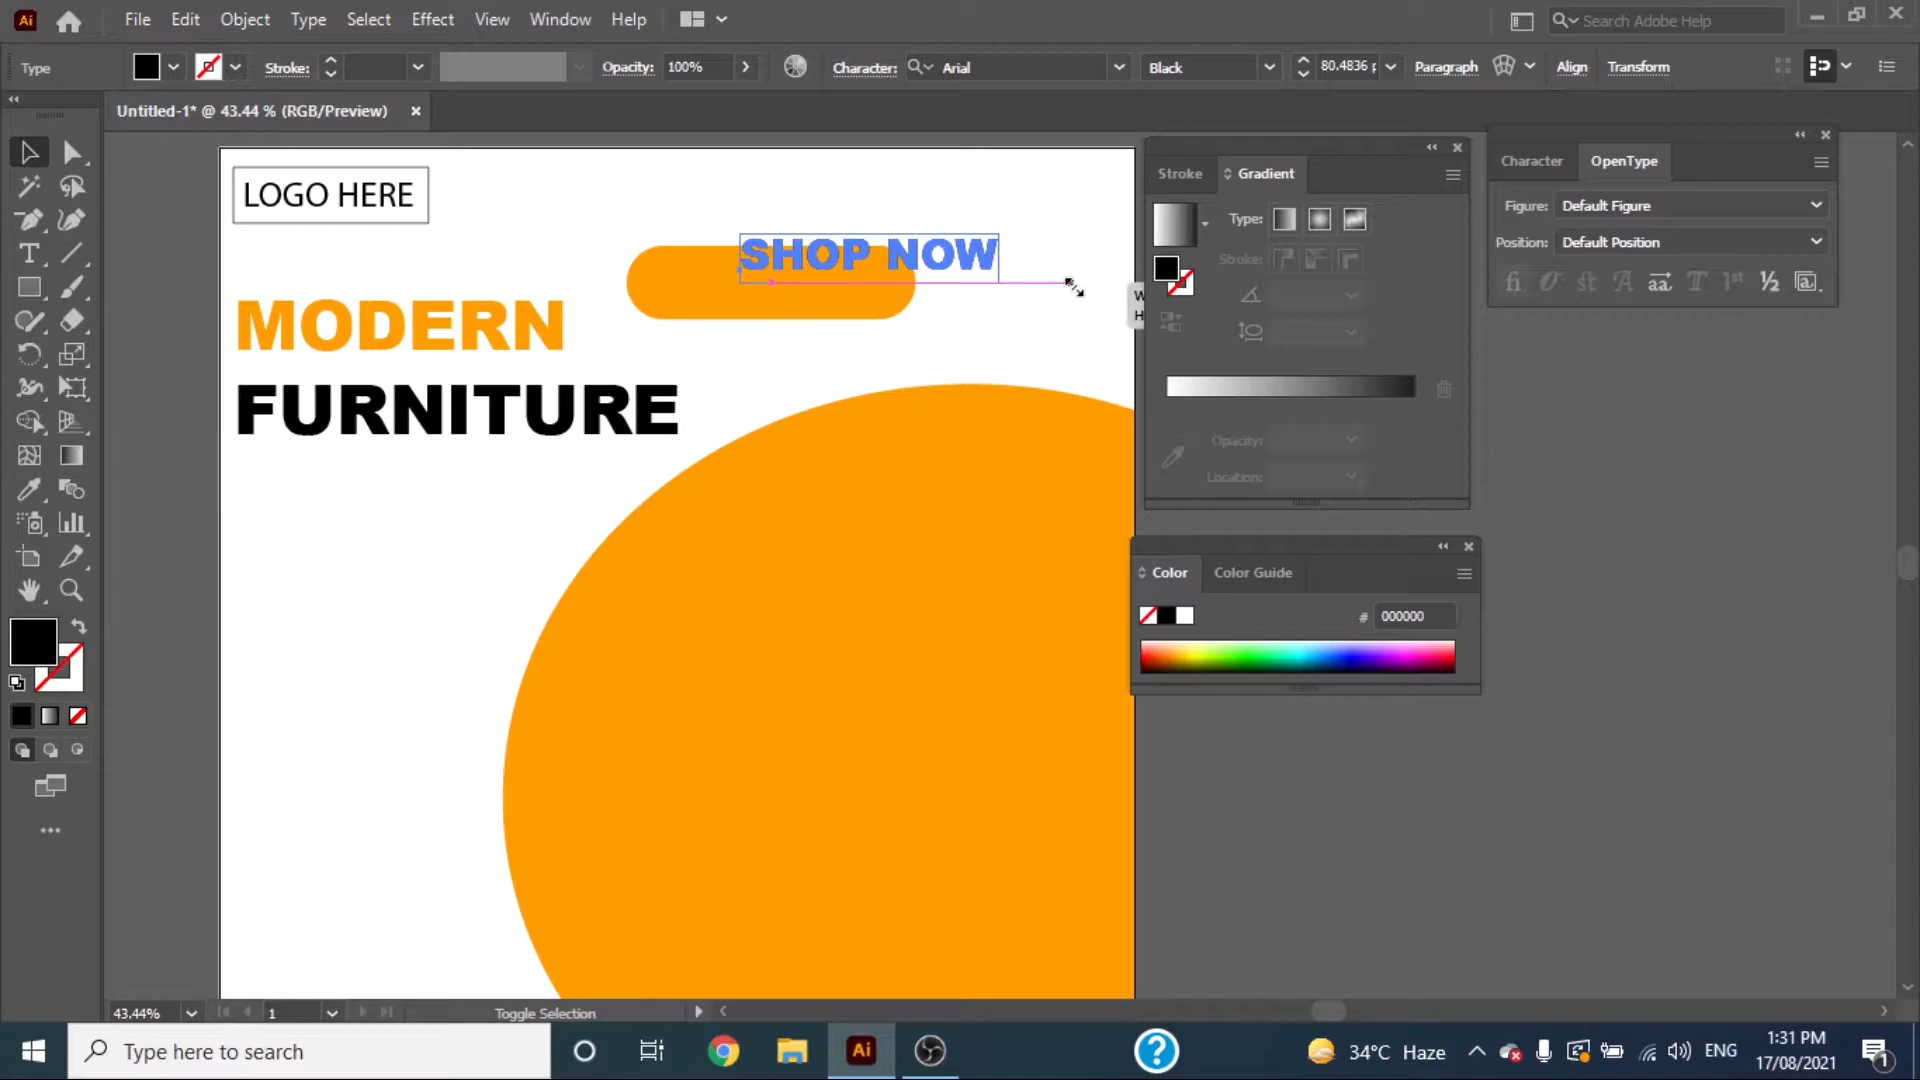 Ai File Edit Object Type Select Effect View Window Help Search Adobe Help
Type Stroke: Opacity: 100% Character: Arial Black 80.4836 Paragraph Align Transform
Untitled-1* @ 43.44 % (RGB/Preview)
LOGO HERE
SHOP NOW
MODERN
FURNITURE
W
H
Stroke Gradient
Type:
Stroke:
Opacity:
Location:
Color Color Guide
# 000000
Character OpenType
Figure: Default Figure
Position: Default Position
43.44% 1 Toggle Selection
Type here to search
Ai
34°C Haze
ENG
1:31 PM
17/08/2021
1